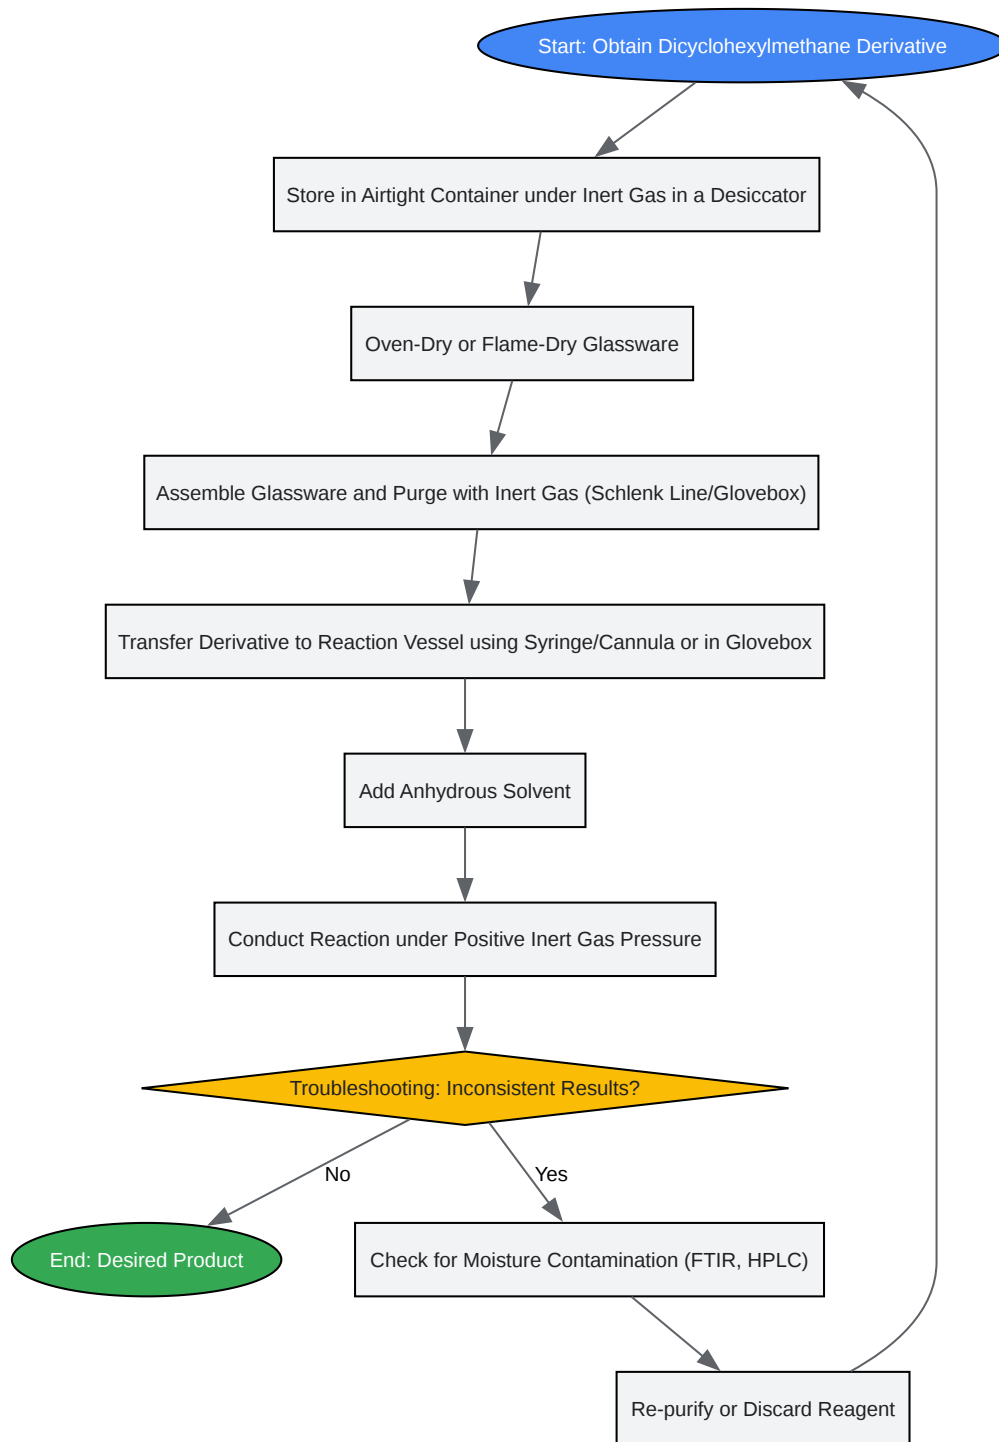 Start: Obtain Dicyclohexylmethane Derivative
Store in Airtight Container under Inert Gas in a Desiccator
Oven-Dry or Flame-Dry Glassware
Assemble Glassware and Purge with Inert Gas (Schlenk Line/Glovebox)
Transfer Derivative to Reaction Vessel using Syringe/Cannula or in Glovebox
Add Anhydrous Solvent
Conduct Reaction under Positive Inert Gas Pressure
Troubleshooting: Inconsistent Results?
No
Yes
End: Desired Product
Check for Moisture Contamination (FTIR, HPLC)
Re-purify or Discard Reagent